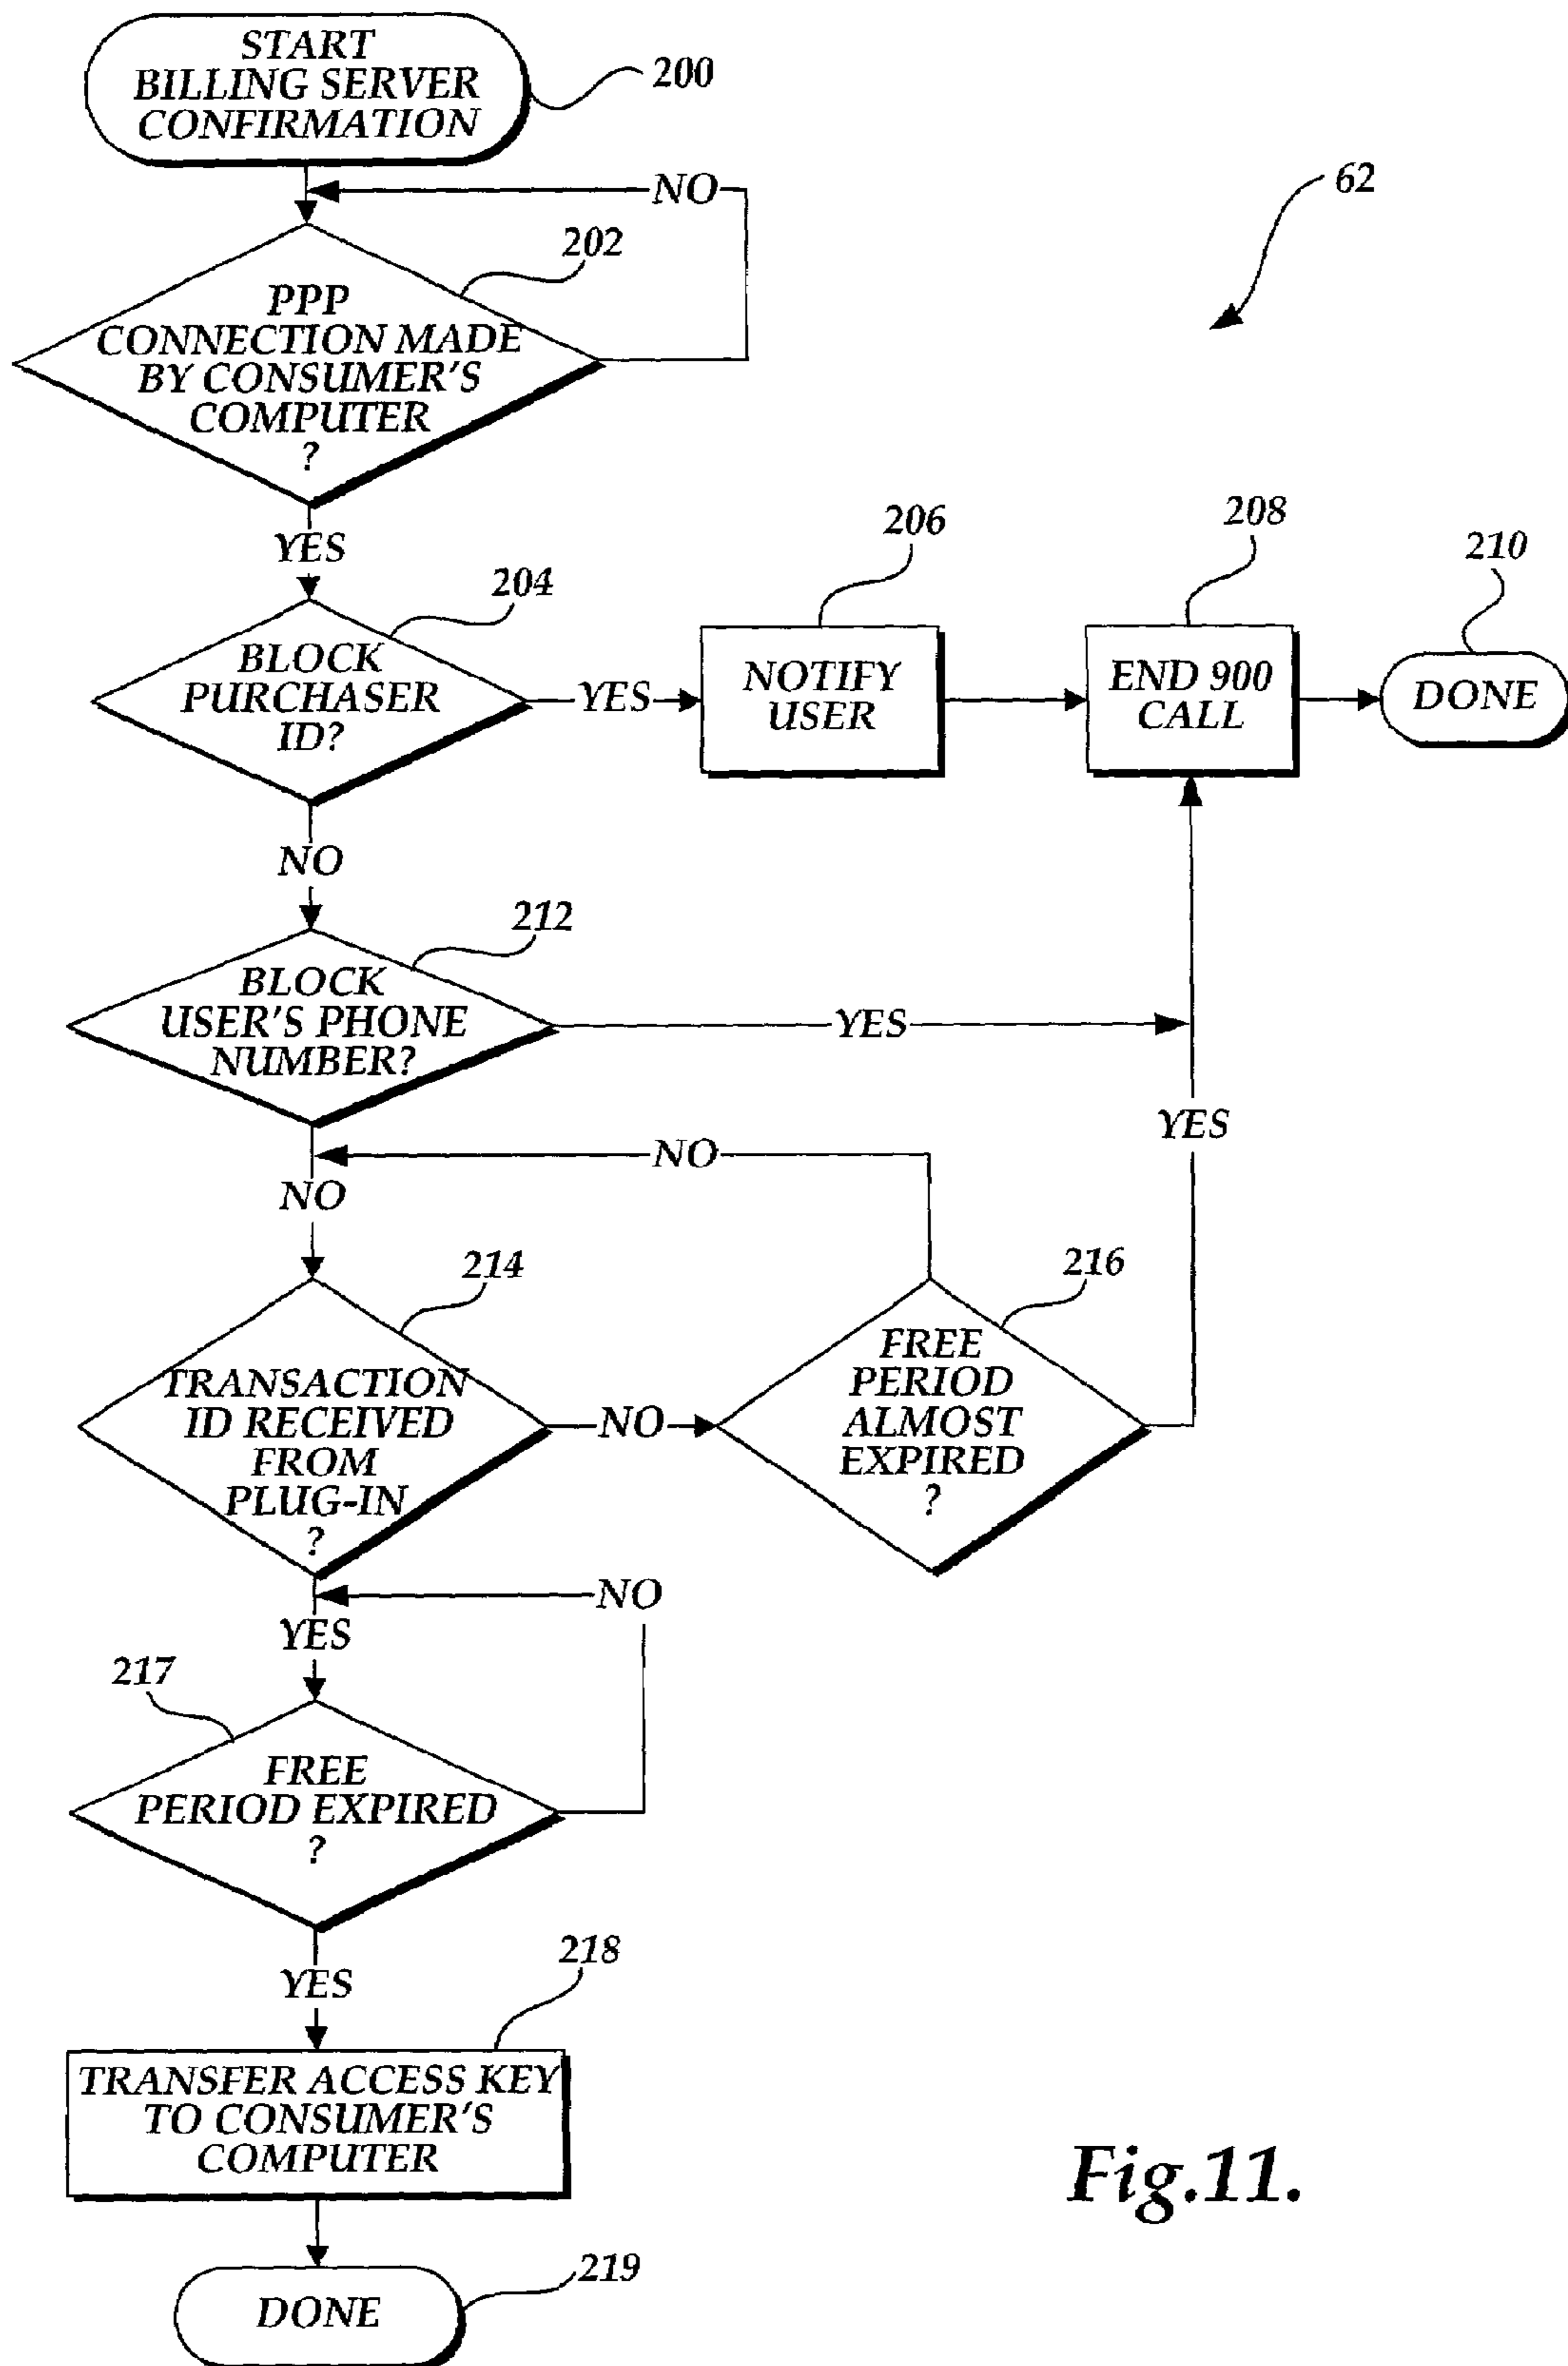 START
BILLING SERVER
CONFIRMATION
200
NO
62
202
PPP
CONNECTION MADE
BY CONSUMER'S
COMPUTER
?
YES
204
BLOCK
PURCHASER
ID?
YES
206
NOTIFY
USER
208
END 900
CALL
210
DONE
NO
212
BLOCK
USER'S PHONE
NUMBER?
YES
YES
NO
NO
214
TRANSACTION
ID RECEIVED
FROM
PLUG-IN
?
NO
216
FREE
PERIOD
ALMOST
EXPIRED
?
NO
YES
217
FREE
PERIOD EXPIRED
?
YES
218
TRANSFER ACCESS KEY
TO CONSUMER'S
COMPUTER
219
DONE
Fig.11.